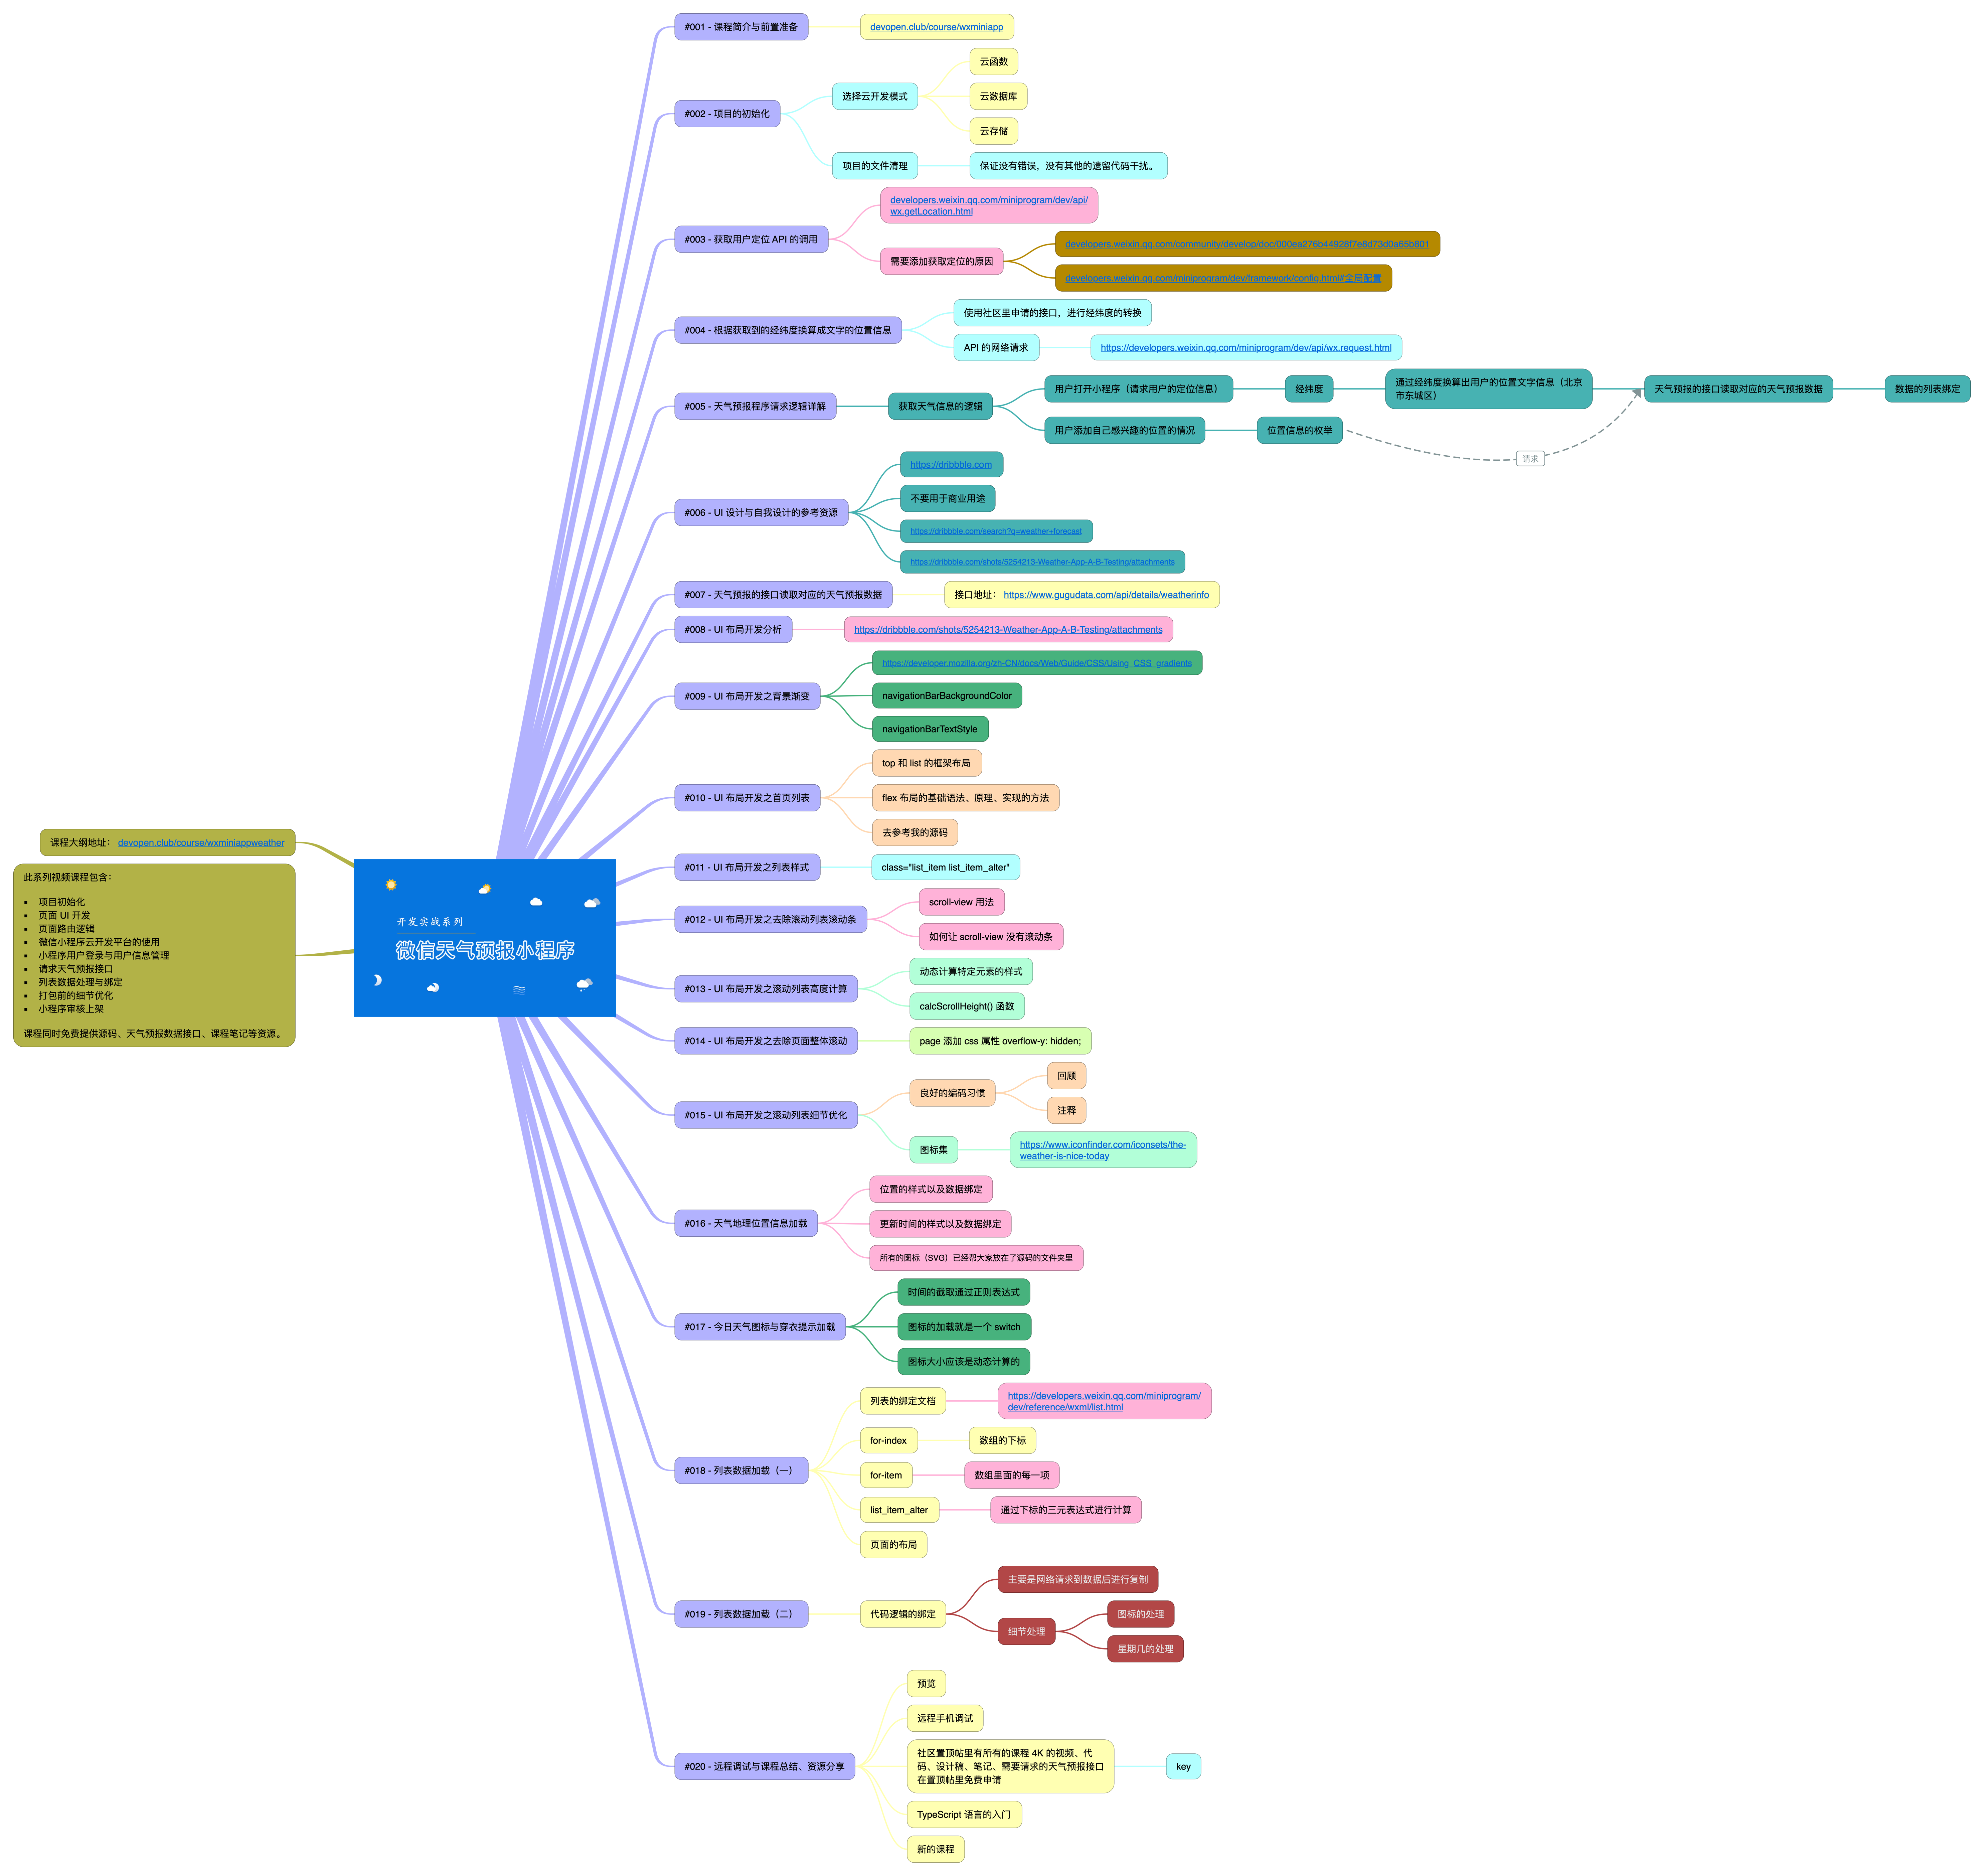 课程大纲地址： devopen.club/course/wxminiappweather
此系列视频课程包含：
▪ 项目初始化
▪ 页面 UI 开发
▪ 页面路由逻辑
▪ 微信小程序云开发平台的使用
▪ 小程序用户登录与用户信息管理
▪ 请求天气预报接口
▪ 列表数据处理与绑定
▪ 打包前的细节优化
▪ 小程序审核上架
课程同时免费提供源码、天气预报数据接口、课程笔记等资源。
开发实战系列
微信天气预报小程序
#001 - 课程简介与前置准备
devopen.club/course/wxminiapp
#002 - 项目的初始化
选择云开发模式
云函数
云数据库
云存储
项目的文件清理
保证没有错误，没有其他的遗留代码干扰。
#003 - 获取用户定位 API 的调用
developers.weixin.qq.com/miniprogram/dev/api/
wx.getLocation.html
需要添加获取定位的原因
developers.weixin.qq.com/community/develop/doc/000ea276b44928f7e8d73d0a65b801
developers.weixin.qq.com/miniprogram/dev/framework/config.html#全局配置
#004 - 根据获取到的经纬度换算成文字的位置信息
使用社区里申请的接口，进行经纬度的转换
API 的网络请求
https://developers.weixin.qq.com/miniprogram/dev/api/wx.request.html
#005 - 天气预报程序请求逻辑详解
获取天气信息的逻辑
用户打开小程序（请求用户的定位信息）
经纬度
通过经纬度换算出用户的位置文字信息（北京
市东城区）
天气预报的接口读取对应的天气预报数据
数据的列表绑定
用户添加自己感兴趣的位置的情况
位置信息的枚举
请求
#006 - UI 设计与自我设计的参考资源
https://dribbble.com
不要用于商业用途
https://dribbble.com/search?q=weather+forecast
https://dribbble.com/shots/5254213-Weather-App-A-B-Testing/attachments
#007 - 天气预报的接口读取对应的天气预报数据
接口地址： https://www.gugudata.com/api/details/weatherinfo
#008 - UI 布局开发分析
https://dribbble.com/shots/5254213-Weather-App-A-B-Testing/attachments
#009 - UI 布局开发之背景渐变
https://developer.mozilla.org/zh-CN/docs/Web/Guide/CSS/Using_CSS_gradients
navigationBarBackgroundColor
navigationBarTextStyle
#010 - UI 布局开发之首页列表
top 和 list 的框架布局
flex 布局的基础语法、原理、实现的方法
去参考我的源码
#011 - UI 布局开发之列表样式
class="list_item list_item_alter"
#012 - UI 布局开发之去除滚动列表滚动条
scroll-view 用法
如何让 scroll-view 没有滚动条
#013 - UI 布局开发之滚动列表高度计算
动态计算特定元素的样式
calcScrollHeight() 函数
#014 - UI 布局开发之去除页面整体滚动
page 添加 css 属性 overflow-y: hidden;
#015 - UI 布局开发之滚动列表细节优化
良好的编码习惯
回顾
注释
图标集
https://www.iconfinder.com/iconsets/the-
weather-is-nice-today
#016 - 天气地理位置信息加载
位置的样式以及数据绑定
更新时间的样式以及数据绑定
所有的图标（SVG）已经帮大家放在了源码的文件夹里
#017 - 今日天气图标与穿衣提示加载
时间的截取通过正则表达式
图标的加载就是一个 switch
图标大小应该是动态计算的
#018 - 列表数据加载（一）
列表的绑定文档
https://developers.weixin.qq.com/miniprogram/
dev/reference/wxml/list.html
for-index
数组的下标
for-item
数组里面的每一项
list_item_alter
通过下标的三元表达式进行计算
页面的布局
#019 - 列表数据加载（二）
代码逻辑的绑定
主要是网络请求到数据后进行复制
细节处理
图标的处理
星期几的处理
#020 - 远程调试与课程总结、资源分享
预览
远程手机调试
社区置顶帖里有所有的课程 4K 的视频、代
码、设计稿、笔记、需要请求的天气预报接口
在置顶帖里免费申请
key
TypeScript 语言的入门
新的课程